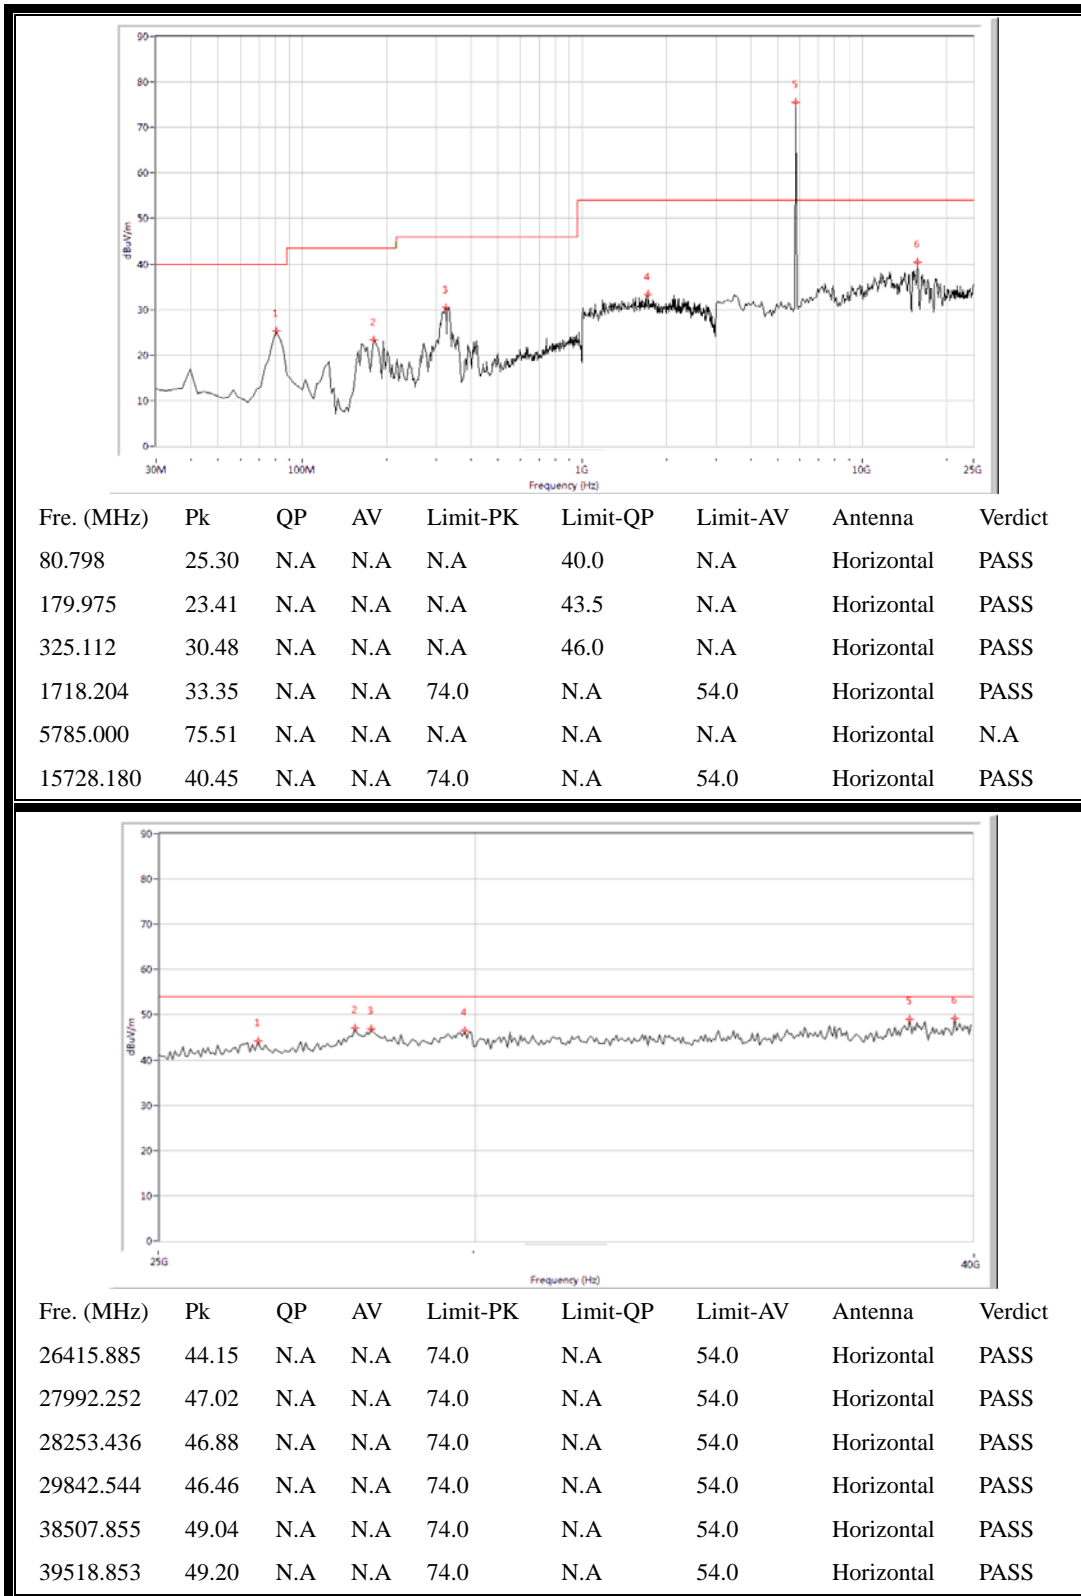 90
80
70
60
50
40
30
20
10
0
dBuV/m
1
2
3
4
5
6
30M 100M 1G 10G 25G
Frequency (Hz)
Fre. (MHz) Pk QP AV Limit-PK Limit-QP Limit-AV Antenna Verdict
80.798 25.30 N.A N.A N.A 40.0 N.A Horizontal PASS
179.975 23.41 N.A N.A N.A 43.5 N.A Horizontal PASS
325.112 30.48 N.A N.A N.A 46.0 N.A Horizontal PASS
1718.204 33.35 N.A N.A 74.0 N.A 54.0 Horizontal PASS
5785.000 75.51 N.A N.A N.A N.A N.A Horizontal N.A
15728.180 40.45 N.A N.A 74.0 N.A 54.0 Horizontal PASS
90
80
70
60
50
40
30
20
10
0
dBuV/m
1
2
3
4
5
6
25G 40G
Frequency (Hz)
Fre. (MHz) Pk QP AV Limit-PK Limit-QP Limit-AV Antenna Verdict
26415.885 44.15 N.A N.A 74.0 N.A 54.0 Horizontal PASS
27992.252 47.02 N.A N.A 74.0 N.A 54.0 Horizontal PASS
28253.436 46.88 N.A N.A 74.0 N.A 54.0 Horizontal PASS
29842.544 46.46 N.A N.A 74.0 N.A 54.0 Horizontal PASS
38507.855 49.04 N.A N.A 74.0 N.A 54.0 Horizontal PASS
39518.853 49.20 N.A N.A 74.0 N.A 54.0 Horizontal PASS